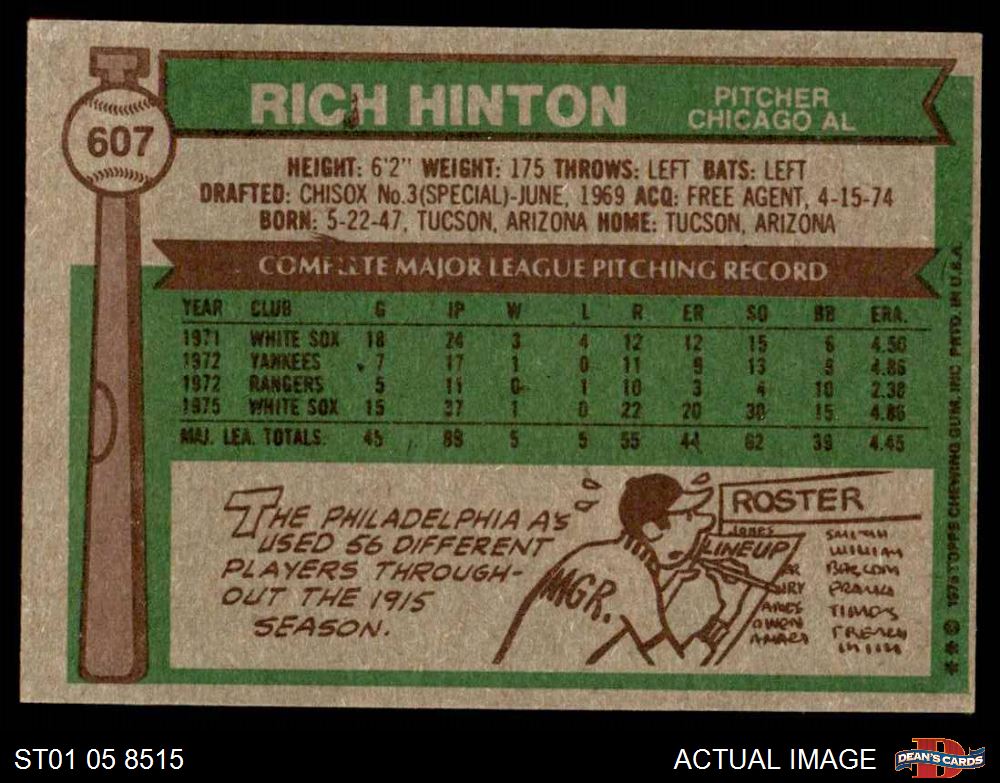 607
RICH HINTON
PITCHER
CHICAGO AL
HEIGHT: 6'2" WEIGHT: 175 THROWS: LEFT BATS: LEFT
DRAFTED: CHISOX No.3(SPECIAL)-JUNE, 1969 ACQ: FREE AGENT, 4-15-74
BORN: 5-22-47, TUCSON, ARIZONA HOME: TUCSON, ARIZONA
COMPLETE MAJOR LEAGUE PITCHING RECORD
YEAR CLUB G IP W L R ER SO BB ERA.
1971 WHITE SOX 18 24 3 4 12 12 15 6 4.50
1972 YANKEES 7 17 1 0 11 9 13 9 4.86
1972 RANGERS 5 11 0 1 10 3 4 10 2.38
1975 WHITE SOX 15 37 1 0 22 20 30 15 4.86
MAJ. LEA. TOTALS 45 89 5 5 55 44 62 39 4.45
THE PHILADELPHIA A'S
USED 56 DIFFERENT
PLAYERS THROUGH-
OUT THE 1915
SEASON.
MGR.
ROSTER
JONES
LINEUP
AMES
OWEN
SMITH
WILLIAM
TIMOS
FRENCH
** © 1976 TOPPS CHEWING GUM, INC. PRTD. IN U.S.A.
ST01 05 8515
ACTUAL IMAGE
D
DEAN'S CARDS